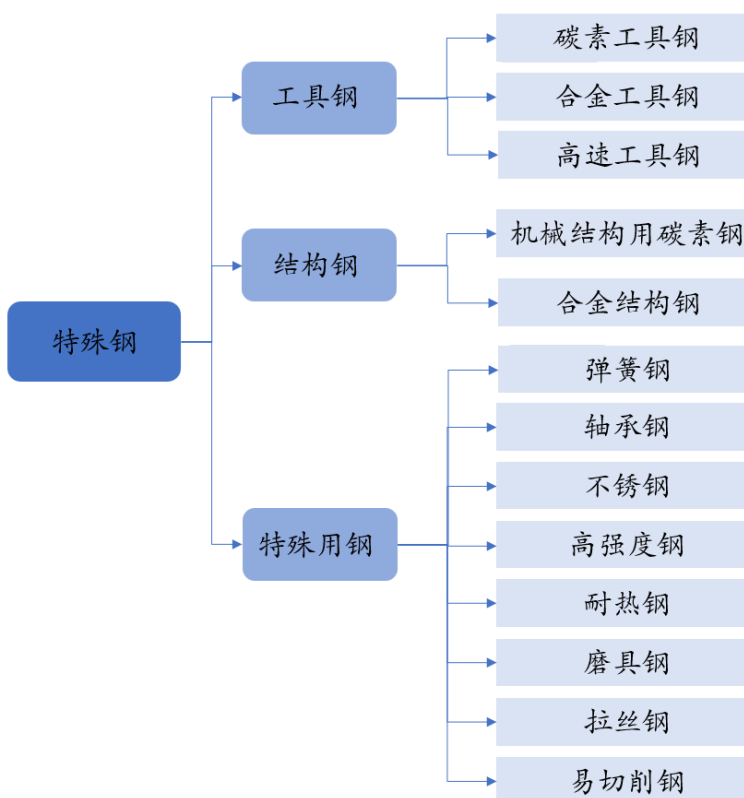 特殊钢
工具钢
碳素工具钢
合金工具钢
高速工具钢
结构钢
机械结构用碳素钢
合金结构钢
特殊用钢
弹簧钢
轴承钢
不锈钢
高强度钢
耐热钢
磨具钢
拉丝钢
易切削钢